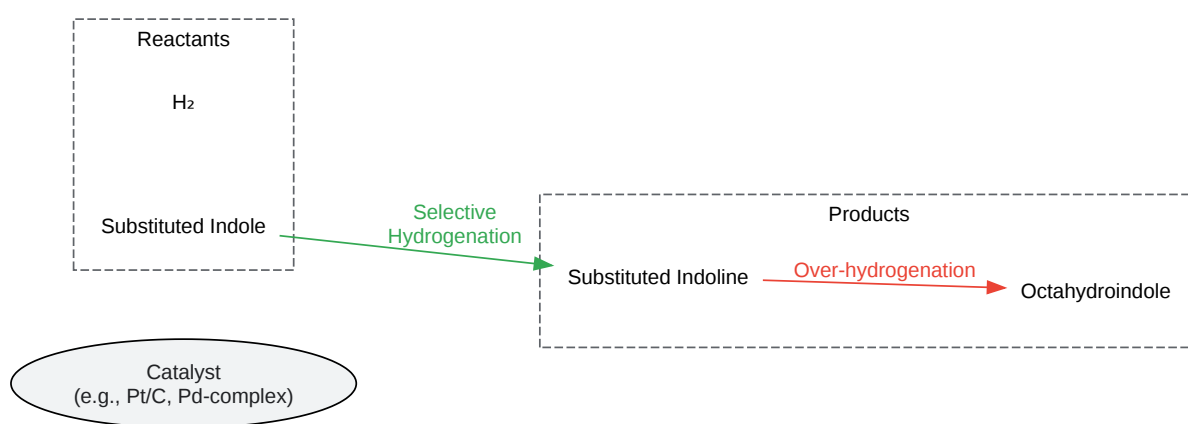 Reactants
H₂
Substituted Indole
Selective
Hydrogenation
Products
Substituted Indoline
Over-hydrogenation
Octahydroindole
Catalyst
(e.g., Pt/C, Pd-complex)